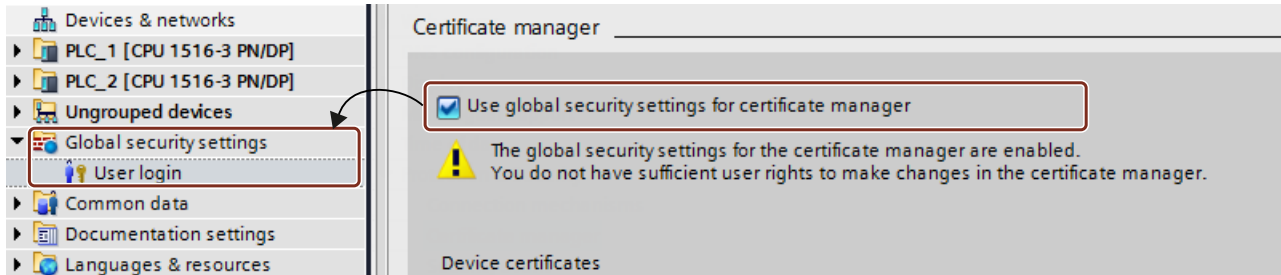 Devices & networks
PLC_1 [CPU 1516-3 PN/DP]
PLC_2 [CPU 1516-3 PN/DP]
Ungrouped devices
Global security settings
User login
Common data
Documentation settings
Languages & resources
Certificate manager
Use global security settings for certificate manager
The global security settings for the certificate manager are enabled.
You do not have sufficient user rights to make changes in the certificate manager.
Device certificates